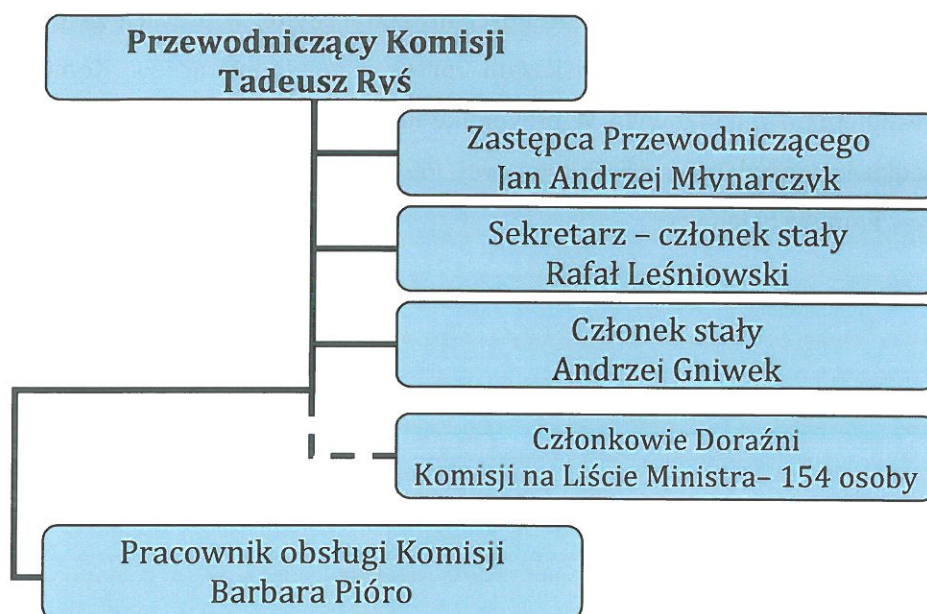 Przewodniczący Komisji
Tadeusz Ryś
Zastępca Przewodniczącego
Jan Andrzej Młynarczyk
Sekretarz – członek stały
Rafał Leśniowski
Członek stały
Andrzej Gniwek
Członkowie Doraźni
Komisji na Liście Ministra– 154 osoby
Pracownik obsługi Komisji
Barbara Pióro